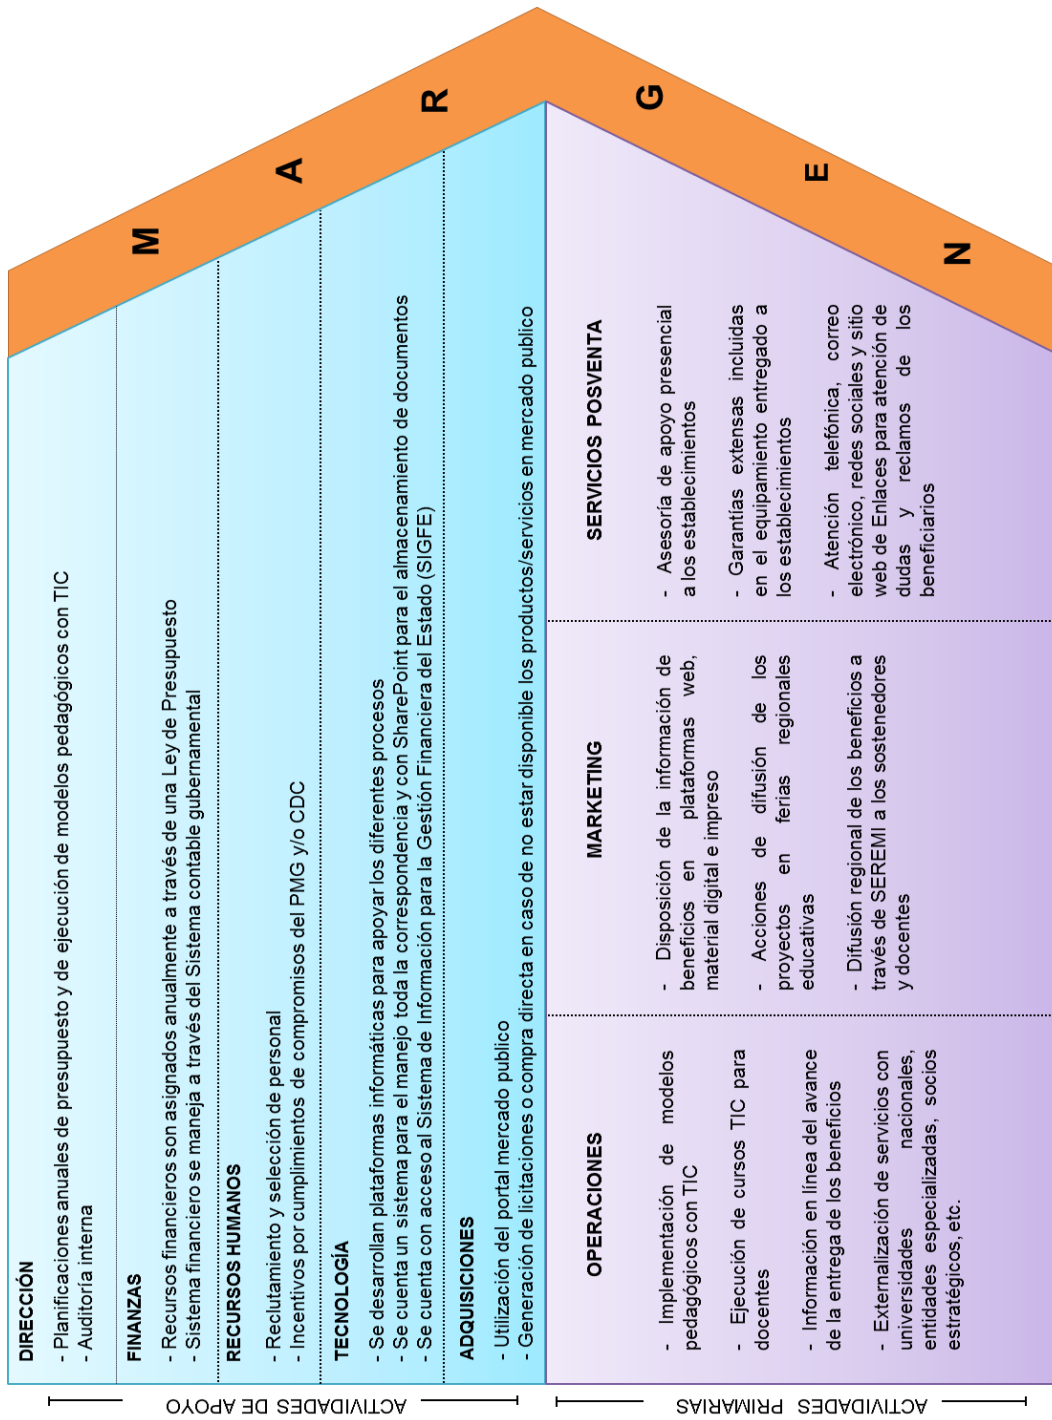 DIRECCIÓN
- Planificaciones anuales de presupuesto y de ejecución de modelos pedagógicos con TIC
- Auditoría interna
FINANZAS
- Recursos financieros son asignados anualmente a través de una Ley de Presupuesto
- Sistema financiero se maneja a través del Sistema contable gubernamental
RECURSOS HUMANOS
- Reclutamiento y selección de personal
- Incentivos por cumplimientos de compromisos del PMG y/o CDC
TECNOLOGÍA
- Se desarrollan plataformas informáticas para apoyar los diferentes procesos
- Se cuenta un sistema para el manejo toda la correspondencia y con SharePoint para el almacenamiento de documentos
- Se cuenta con acceso al Sistema de Información para la Gestión Financiera del Estado (SIGFE)
ADQUISICIONES
- Utilización del portal mercado publico
- Generación de licitaciones o compra directa en caso de no estar disponible los productos/servicios en mercado publico
ACTIVIDADES DE APOYO
OPERACIONES
- Implementación de modelos
pedagógicos con TIC
- Ejecución de cursos TIC para
docentes
- Información en línea del avance
de la entrega de los beneficios
- Externalización de servicios con
universidades nacionales,
entidades especializadas, socios
estratégicos, etc.
MARKETING
- Disposición de la información de
beneficios en plataformas web,
material digital e impreso
- Acciones de difusión de los
proyectos en ferias regionales
educativas
- Difusión regional de los beneficios a
través de SEREMI a los sostenedores
y docentes
SERVICIOS POSVENTA
- Asesoría de apoyo presencial
a los establecimientos
- Garantías extensas incluidas
en el equipamiento entregado a
los establecimientos
- Atención telefónica, correo
electrónico, redes sociales y sitio
web de Enlaces para atención de
dudas y reclamos de los
beneficiarios
ACTIVIDADES PRIMARIAS
M
A
R
G
E
N